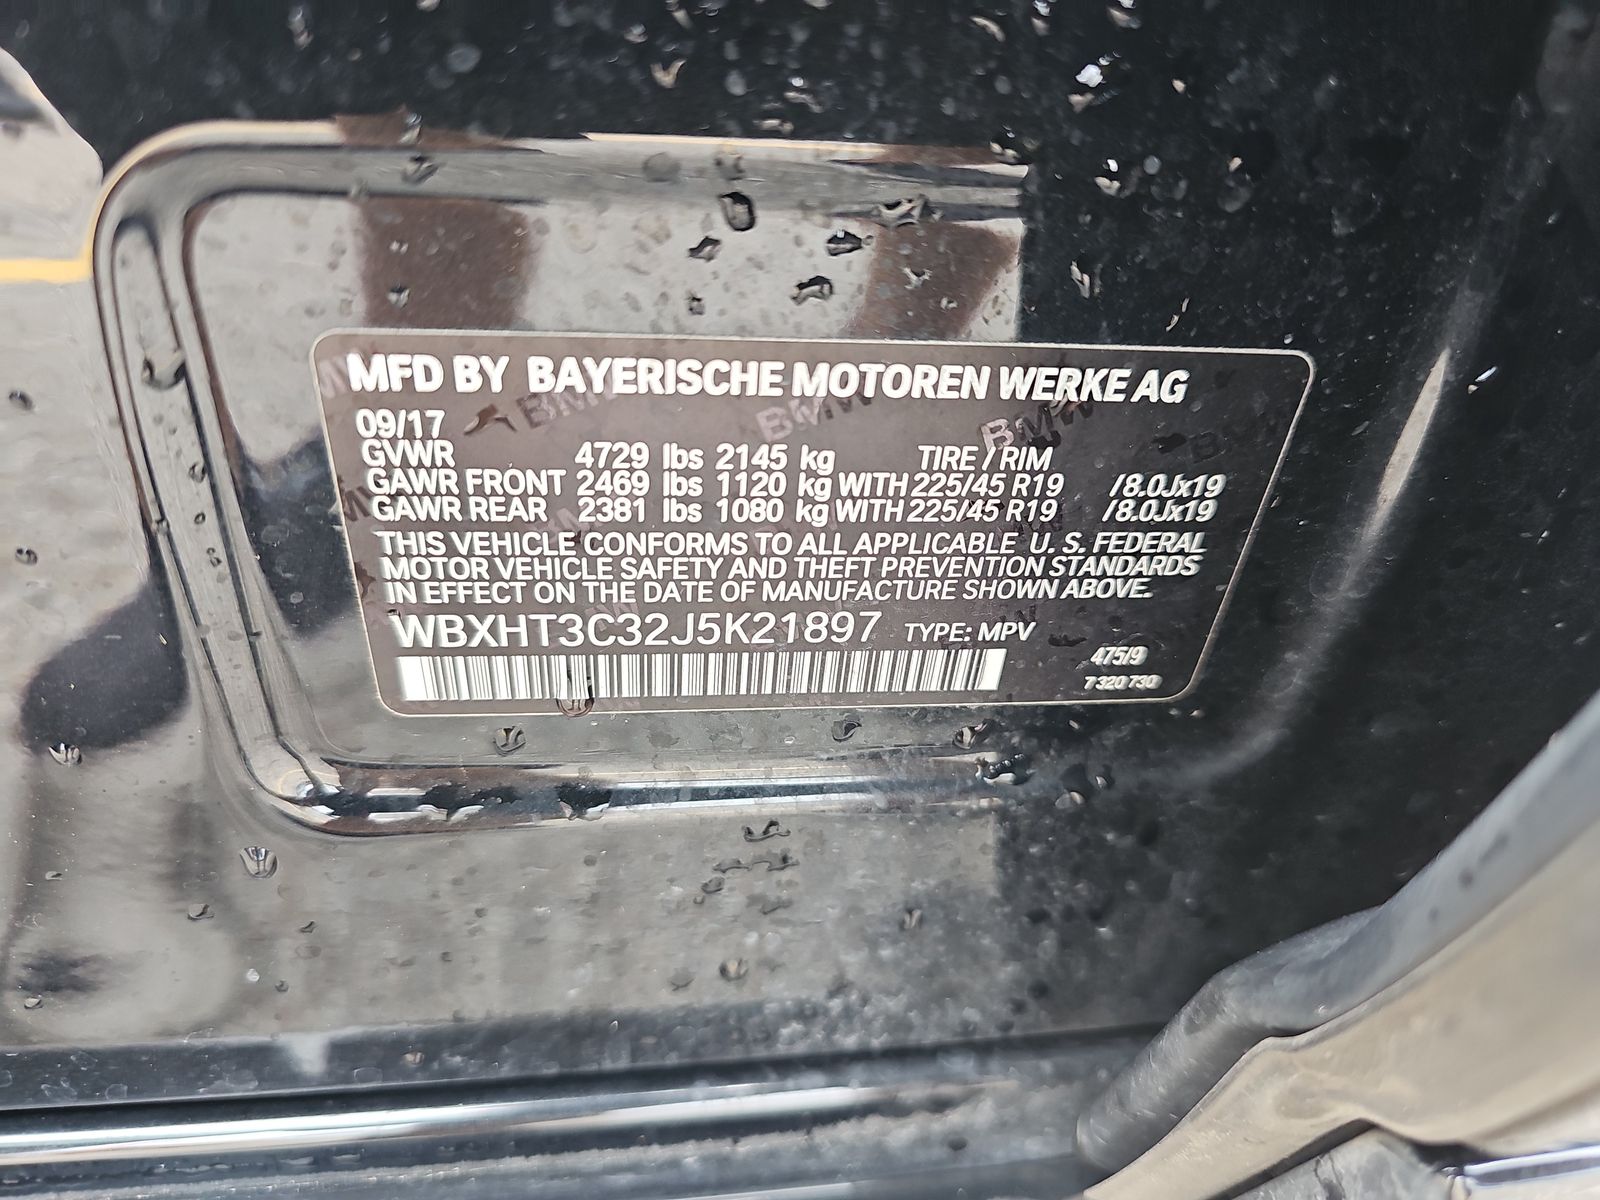 MFD BY BAYERISCHE MOTOREN WERKE AG
09/17
GVWR 4729 lbs 2145 kg TIRE / RIM
GAWR FRONT 2469 lbs 1120 kg WITH 225/45 R19 /8.0Jx19
GAWR REAR 2381 lbs 1080 kg WITH 225/45 R19 /8.0Jx19
THIS VEHICLE CONFORMS TO ALL APPLICABLE U. S. FEDERAL
MOTOR VEHICLE SAFETY AND THEFT PREVENTION STANDARDS
IN EFFECT ON THE DATE OF MANUFACTURE SHOWN ABOVE.
WBXHT3C32J5K21897 TYPE: MPV
475/9
7 320 730
BMW
BMW
BMW